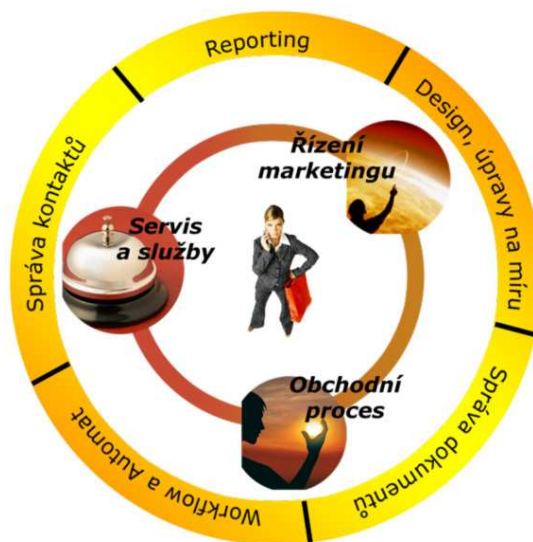 Reporting
Design, úpravy na míru
Správa dokumentů
Workflow a Automat
Správa kontaktů
Řízení
marketingu
Servis
a služby
Obchodní
proces